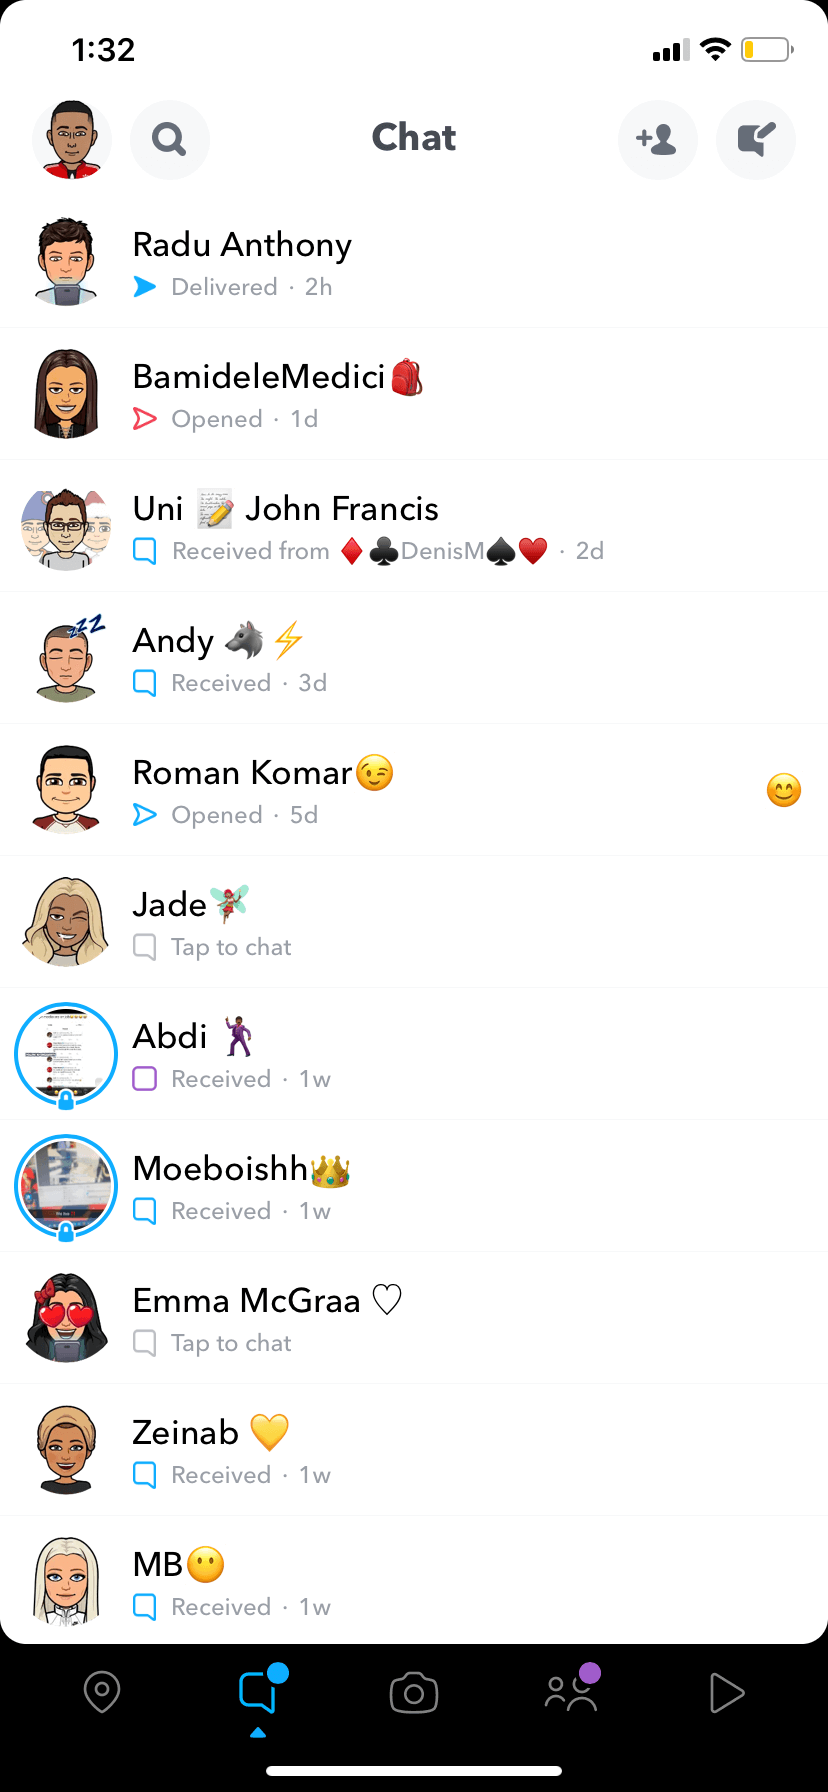 1:32
Chat
Radu Anthony
Delivered · 2h
BamideleMedici🎒
Opened · 1d
Uni 📝 John Francis
Received from ♦️♣️DenisM♠️♥️ · 2d
Andy 🐺⚡
Received · 3d
Roman Komar😉
😊
Opened · 5d
Jade🧚
Tap to chat
Abdi 🕺🏾
Received · 1w
Moeboishh👑
Received · 1w
Emma McGraa ♡
Tap to chat
Zeinab 💛
Received · 1w
MB😶
Received · 1w